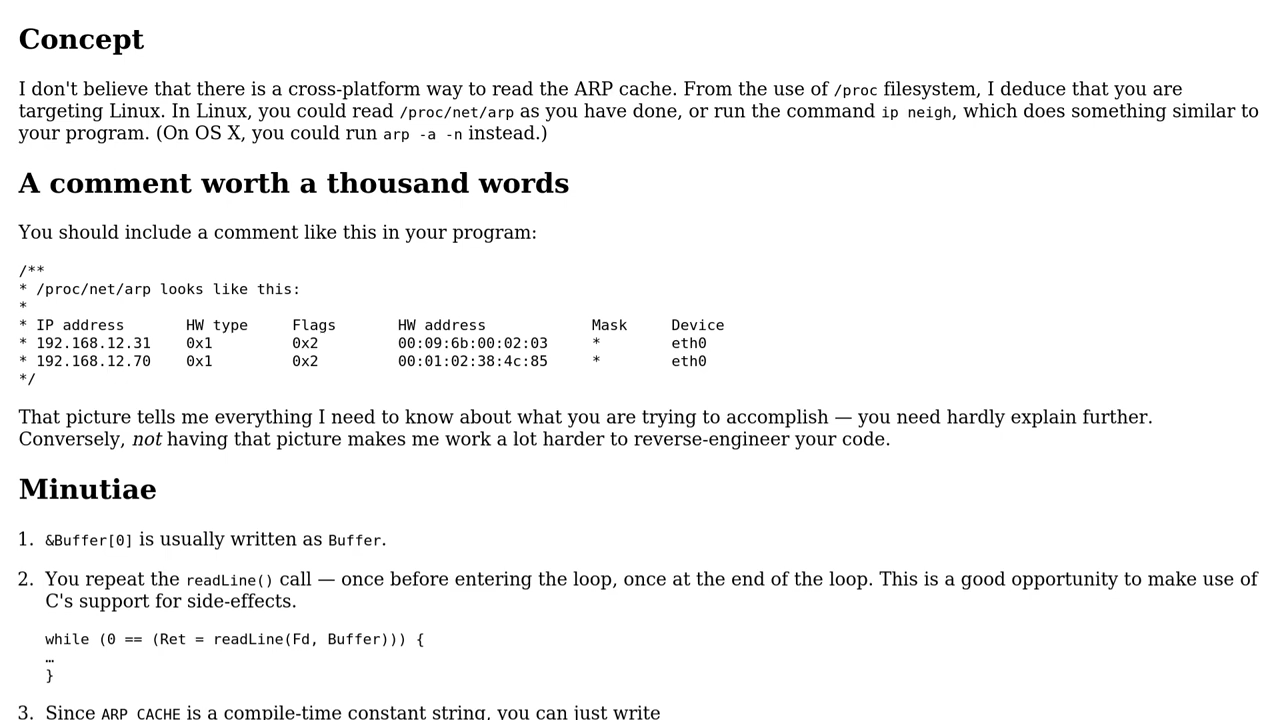 Concept
I don't believe that there is a cross-platform way to read the ARP cache. From the use of /proc filesystem, I deduce that you are
targeting Linux. In Linux, you could read /proc/net/arp as you have done, or run the command ip neigh, which does something similar to
your program. (On OS X, you could run arp -a -n instead.)
A comment worth a thousand words
You should include a comment like this in your program:
/**
* /proc/net/arp looks like this:
*
* IP address       HW type     Flags       HW address            Mask     Device
* 192.168.12.31    0x1         0x2         00:09:6b:00:02:03     *        eth0
* 192.168.12.70    0x1         0x2         00:01:02:38:4c:85     *        eth0
*/
That picture tells me everything I need to know about what you are trying to accomplish — you need hardly explain further.
Conversely, not having that picture makes me work a lot harder to reverse-engineer your code.
Minutiae
1. &Buffer[0] is usually written as Buffer.
2. You repeat the readLine() call — once before entering the loop, once at the end of the loop. This is a good opportunity to make use of
C's support for side-effects.
while (0 == (Ret = readLine(Fd, Buffer))) {
…
}
3. Since ARP_CACHE is a compile-time constant string, you can just write